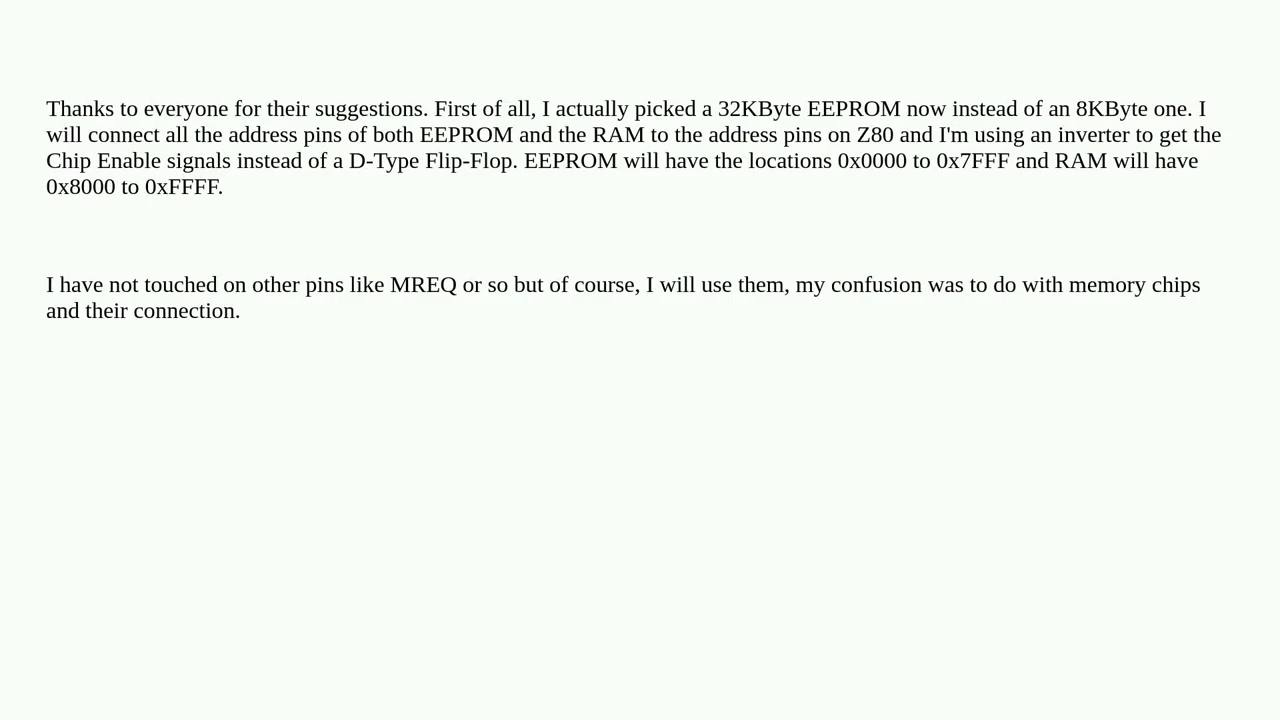 Thanks to everyone for their suggestions. First of all, I actually picked a 32KByte EEPROM now instead of an 8KByte one. I
will connect all the address pins of both EEPROM and the RAM to the address pins on Z80 and I'm using an inverter to get the
Chip Enable signals instead of a D-Type Flip-Flop. EEPROM will have the locations 0x0000 to 0x7FFF and RAM will have
0x8000 to 0xFFFF.
I have not touched on other pins like MREQ or so but of course, I will use them, my confusion was to do with memory chips
and their connection.